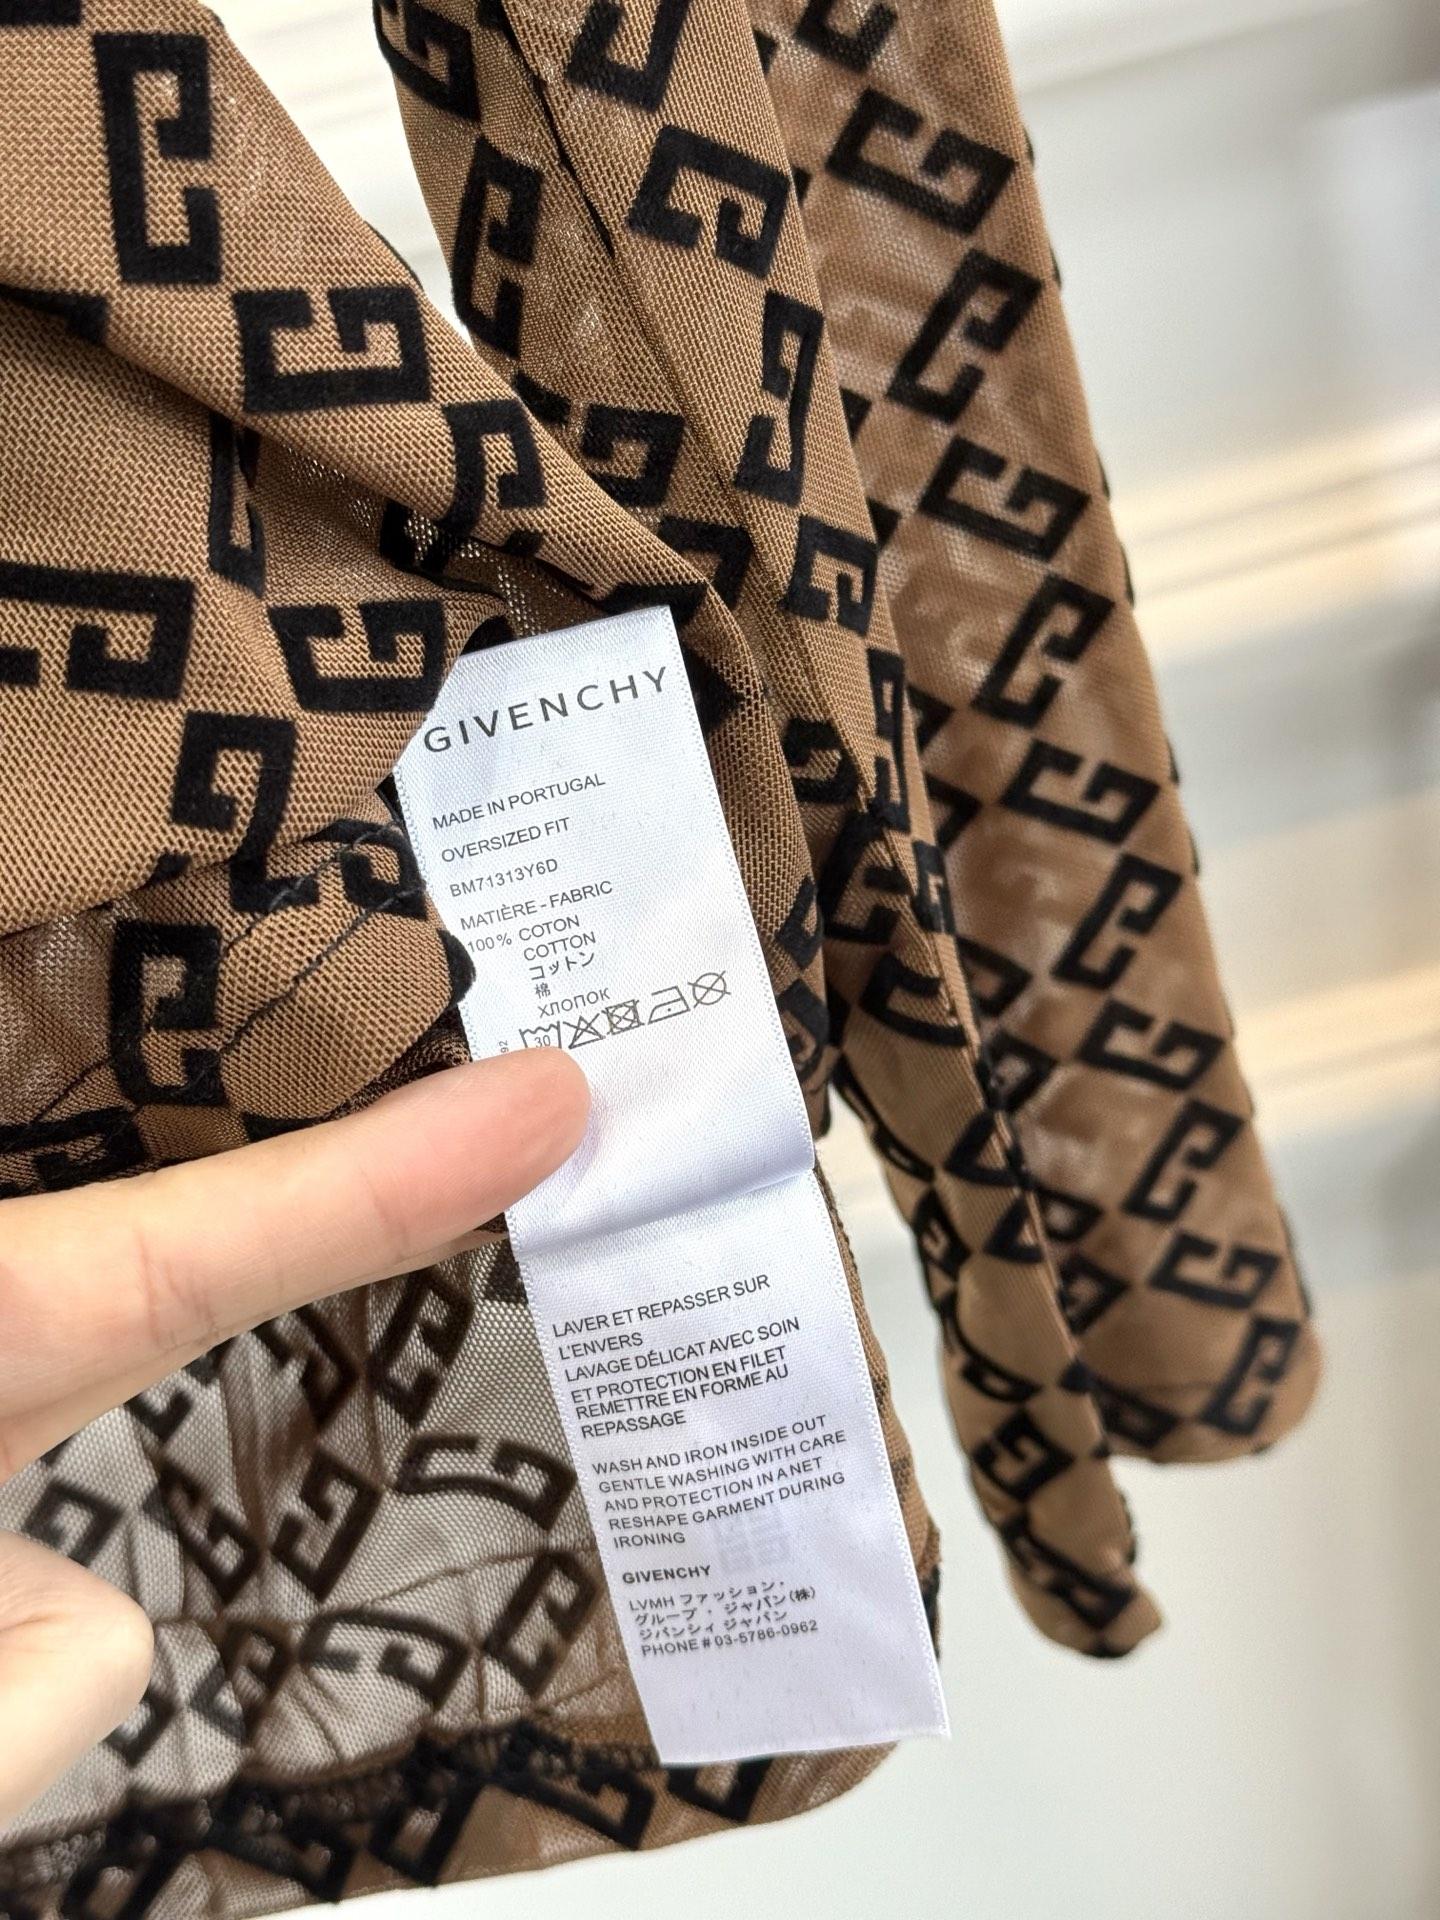 GIVENCHY
MADE IN PORTUGAL
OVERSIZED FIT
BM71313Y6D
MATIÈRE - FABRIC
100% COTON
COTTON
コットン
棉
ХЛОПОК
30
92
LAVER ET REPASSER SUR
L'ENVERS
LAVAGE DÉLICAT AVEC SOIN
ET PROTECTION EN FILET
REMETTRE EN FORME AU
REPASSAGE
WASH AND IRON INSIDE OUT
GENTLE WASHING WITH CARE
AND PROTECTION IN A NET
RESHAPE GARMENT DURING
IRONING
GIVENCHY
LVMH ファッション・
グループ・ジャパン(株)
ジバンシィ ジャパン
PHONE # 03-5786-0962